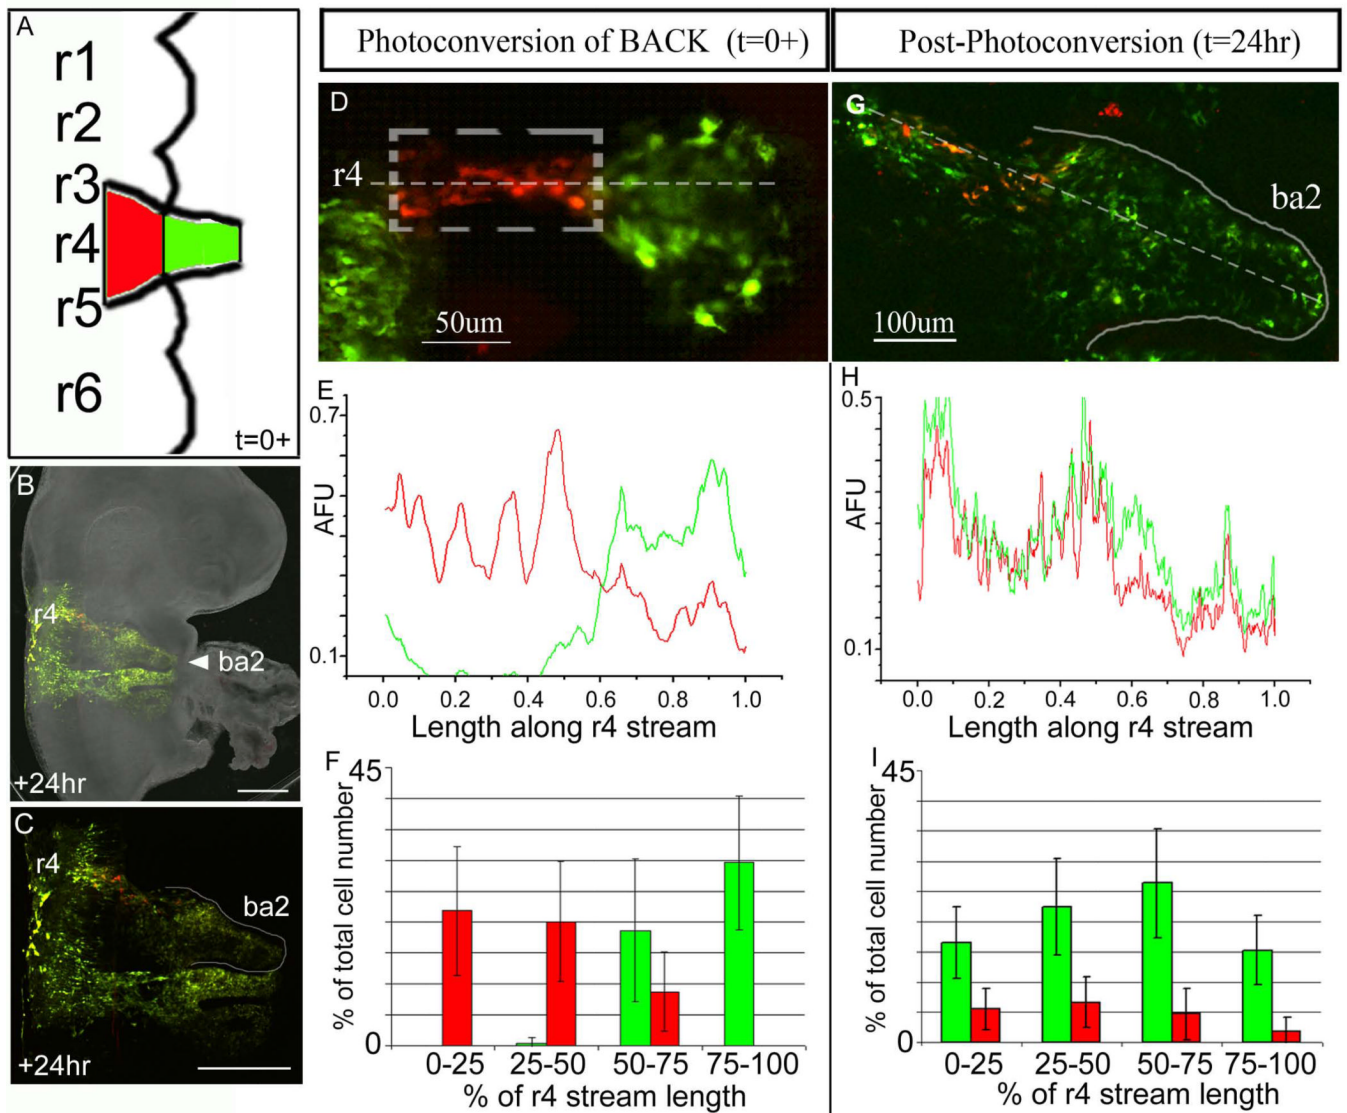 A
r1
r2
r3
r4
r5
r6
t=0+
B
r4
ba2
+24hr
C
r4
ba2
+24hr
Photoconversion of BACK (t=0+)
D
r4
50um
E
0.7
AFU
0.1
0.0 0.2 0.4 0.6 0.8 1.0
Length along r4 stream
F
45
% of total cell number
0
0-25 25-50 50-75 75-100
% of r4 stream length
Post-Photoconversion (t=24hr)
G
ba2
100um
H
0.5
AFU
0.1
0.0 0.2 0.4 0.6 0.8 1.0
Length along r4 stream
I
45
% of total cell number
0
0-25 25-50 50-75 75-100
% of r4 stream length